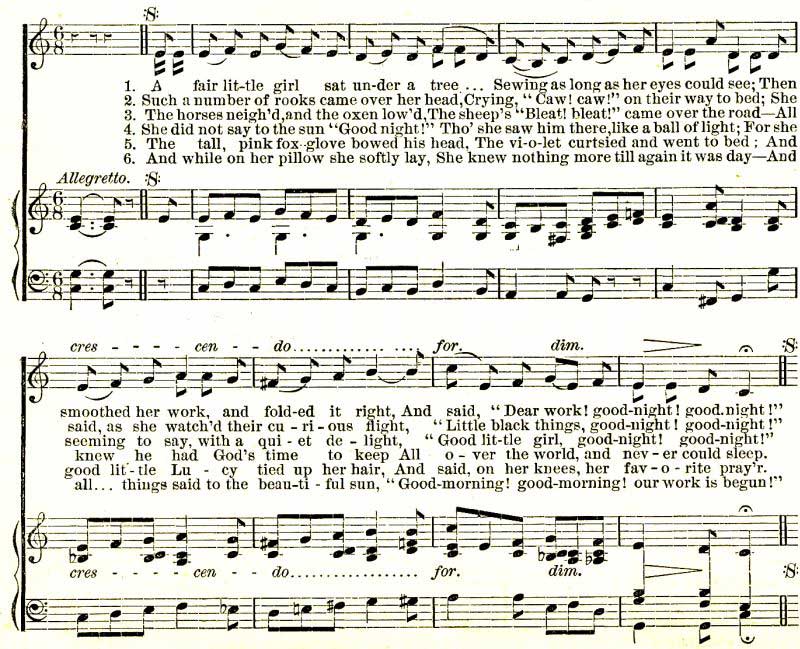 :S:
1. A fair lit-tle girl sat un-der a tree ... Sewing as long as her eyes could see; Then
2. Such a number of rooks came over her head, Crying, "Caw! caw!" on their way to bed; She
3. The horses neigh'd, and the oxen low'd, The sheep's "Bleat! bleat!" came over the road—All
4. She did not say to the sun "Good night!" Tho' she saw him there, like a ball of light; For she
5. The tall, pink fox-glove bowed his head, The vi-o-let curtsied and went to bed; And
6. And while on her pillow she softly lay, She knew nothing more till again it was day—And
Allegretto. :S:
cres - - - - cen - - do.................. .... for. dim. :S:
smoothed her work, and fold-ed it right, And said, "Dear work! good-night! good.night!"
said, as she watch'd their cu - ri - ous flight, "Little black things, good-night! good-night!"
seeming to say, with a qui - et de - light, "Good lit-tle girl, good-night! good-night!"
knew he had God's time to keep All o - ver the world, and nev - er could sleep.
good lit - tle Lu - cy tied up her hair, And said, on her knees, her fav - o - rite pray'r.
all... things said to the beau-ti - ful sun, "Good-morning! good-morning! our work is begun!"
cres - - - - cen - - do.................. for. dim. :S: